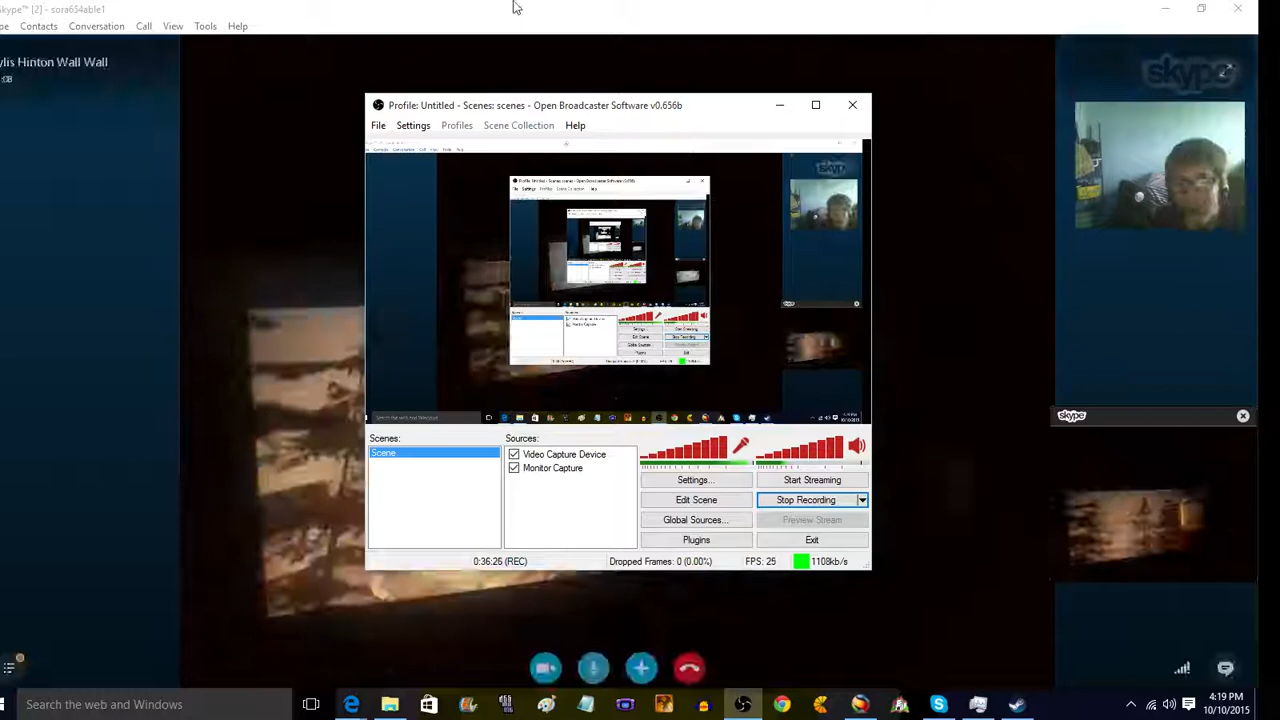 Skype™ [2] - sora654able1
Contacts Conversation Call View Tools Help
Hinton Wall Wall
:08
skype
Profile: Untitled - Scenes: scenes - Open Broadcaster Software v0.656b
File Settings Profiles Scene Collection Help
Scenes:
Scene
Sources:
Video Capture Device
Monitor Capture
Settings...
Start Streaming
Edit Scene
Stop Recording
Global Sources...
Preview Stream
Plugins
Exit
0:36:26 (REC)
Dropped Frames: 0 (0.00%)
FPS: 25
1108kb/s
skype
Search the web and Windows
4:19 PM
10/10/2015